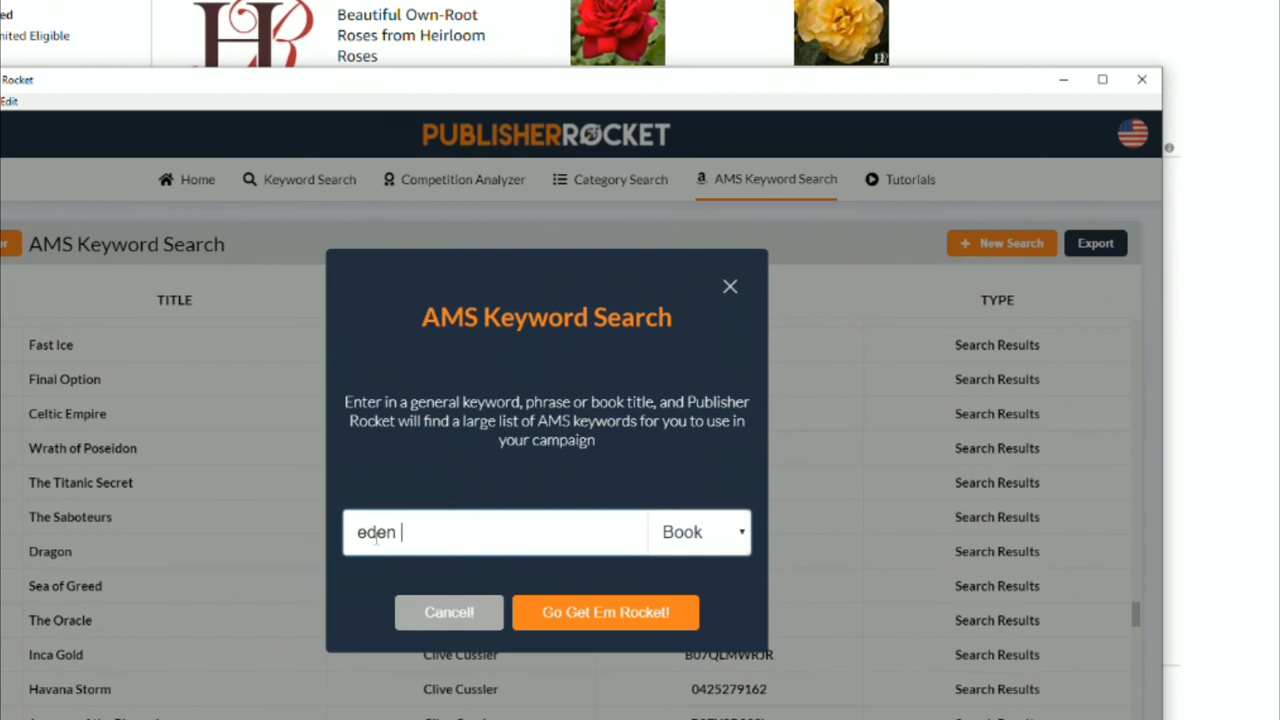 ed
nited Eligible
HR
Beautiful Own-Root
Roses from Heirloom
Roses
HR
Rocket
Edit
PUBLISHERROCKET
Home
Keyword Search
Competition Analyzer
Category Search
AMS Keyword Search
Tutorials
er
AMS Keyword Search
New Search
Export
TITLE
TYPE
Fast Ice
Search Results
Final Option
Search Results
Celtic Empire
Search Results
Wrath of Poseidon
Search Results
The Titanic Secret
Search Results
The Saboteurs
Search Results
Dragon
Search Results
Sea of Greed
Search Results
The Oracle
Search Results
Inca Gold
Clive Cussler
B07QLMWRJR
Search Results
Havana Storm
Clive Cussler
0425279162
Search Results
AMS Keyword Search
Enter in a general keyword, phrase or book title, and Publisher
Rocket will find a large list of AMS keywords for you to use in
your campaign
eden
Book
Cancel!
Go Get Em Rocket!